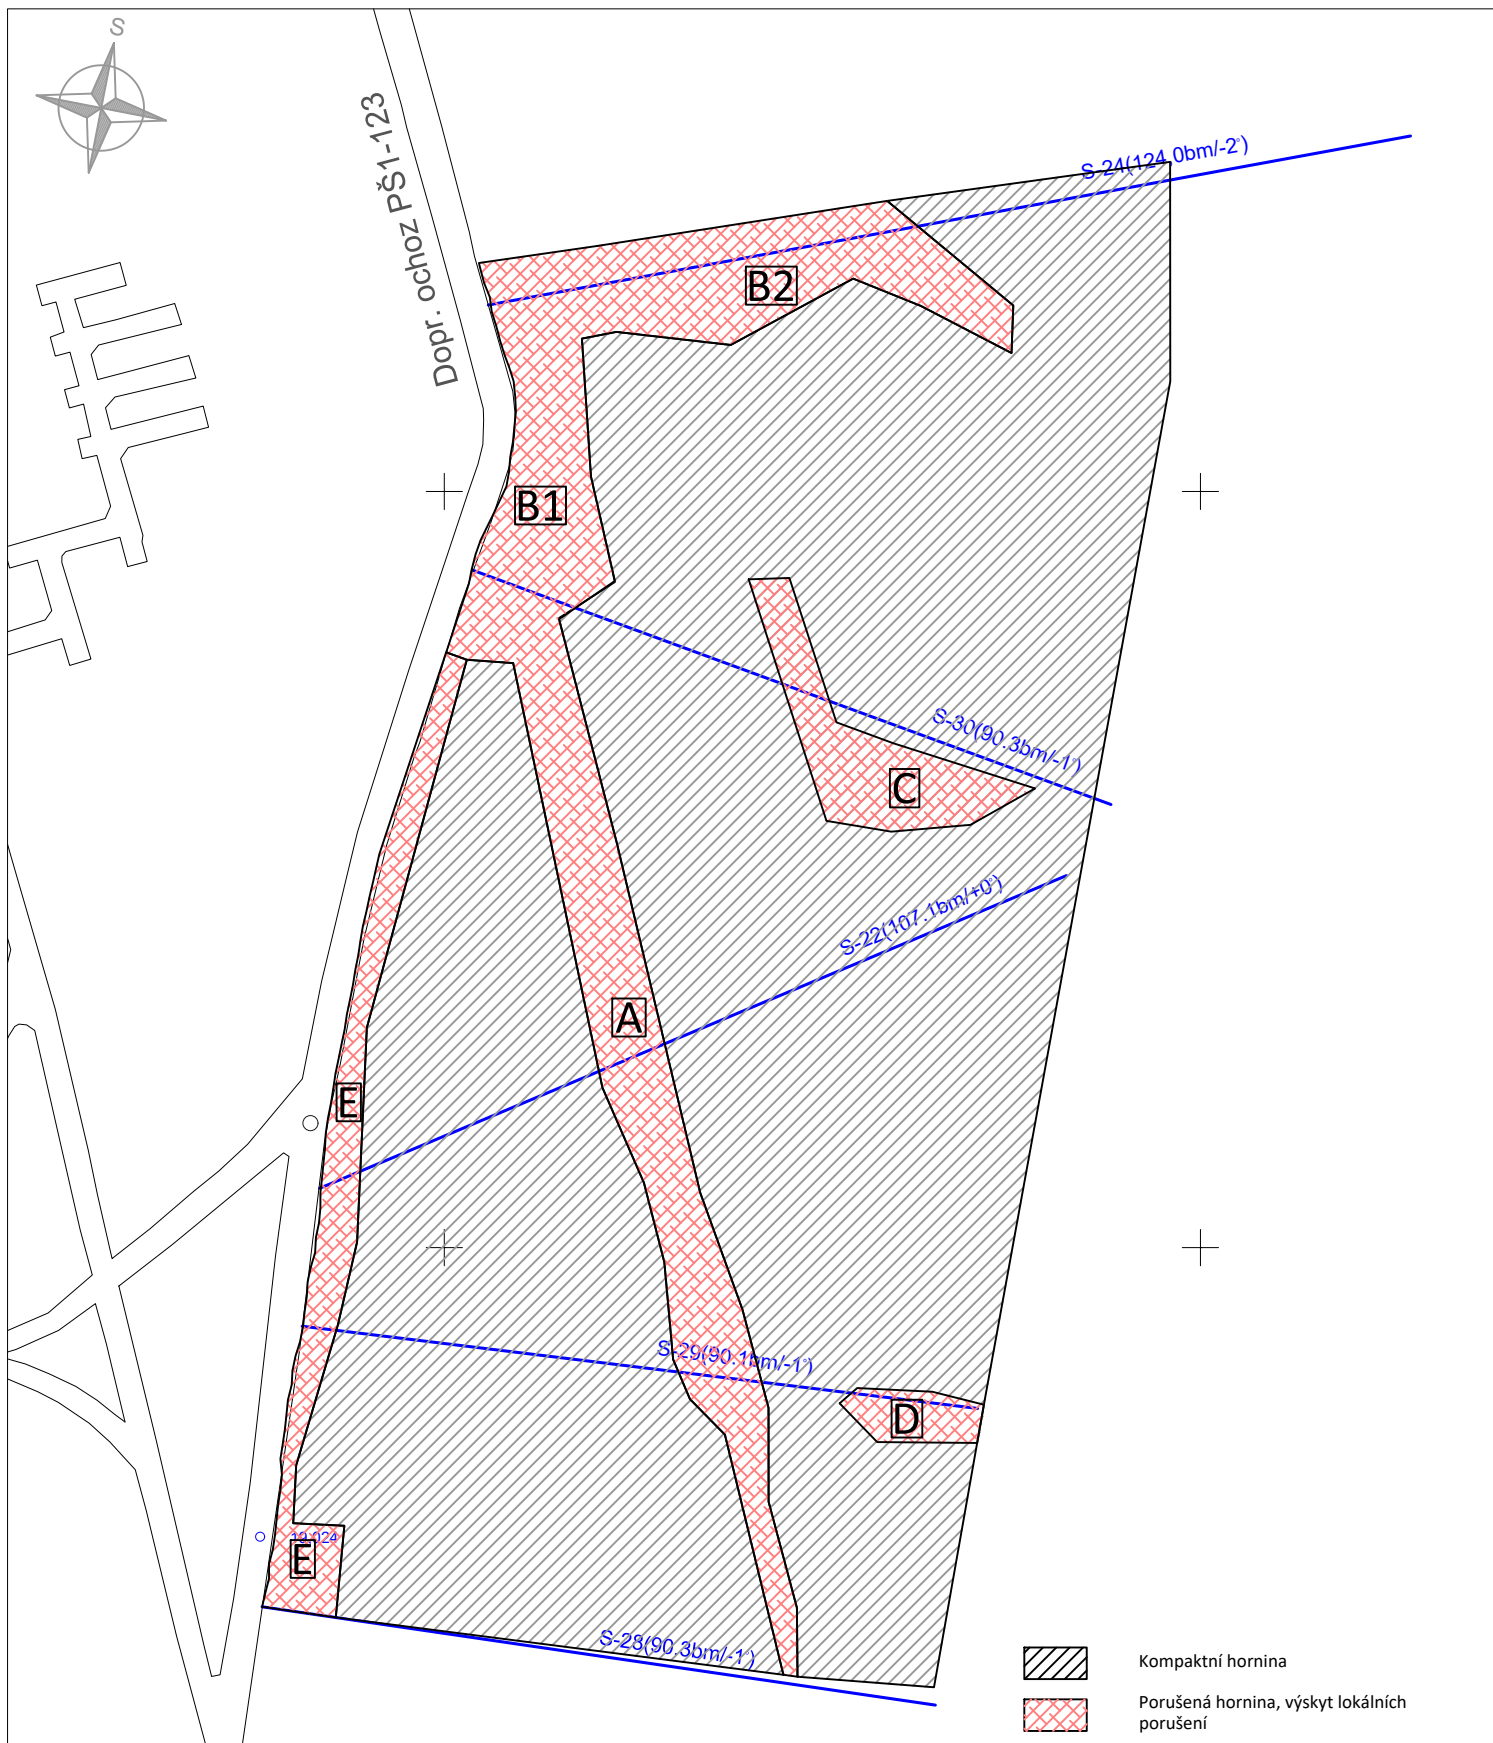 S
Dopr. ochoz PŠ1-123
S-24(124.0bm/-2°)
B2
B1
S-30(90.3bm/-1°)
C
S-22(107.1bm/+0°)
A
E
S-29(90.1bm/-1°)
D
E
S-28(90.3bm/-1°)
Kompaktní hornina
Porušená hornina, výskyt lokálních
porušení